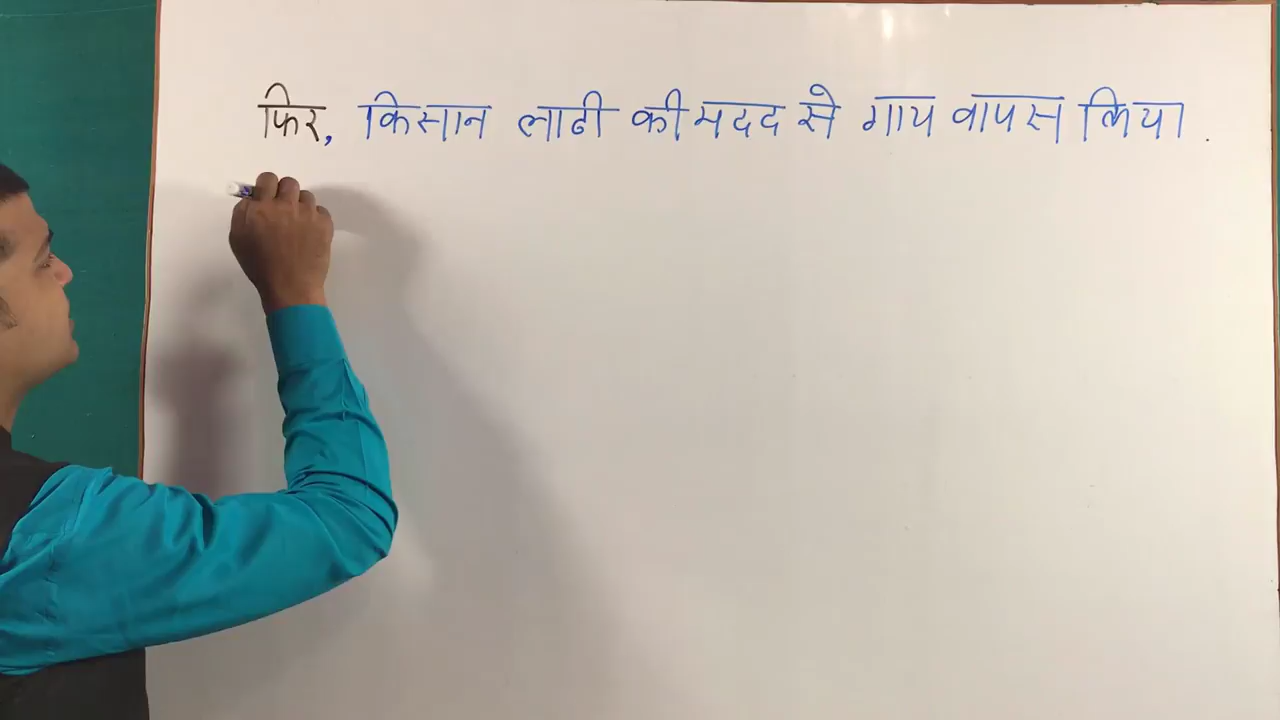 फिर, किसान लाठी की मदद से गाय वापस लिया .